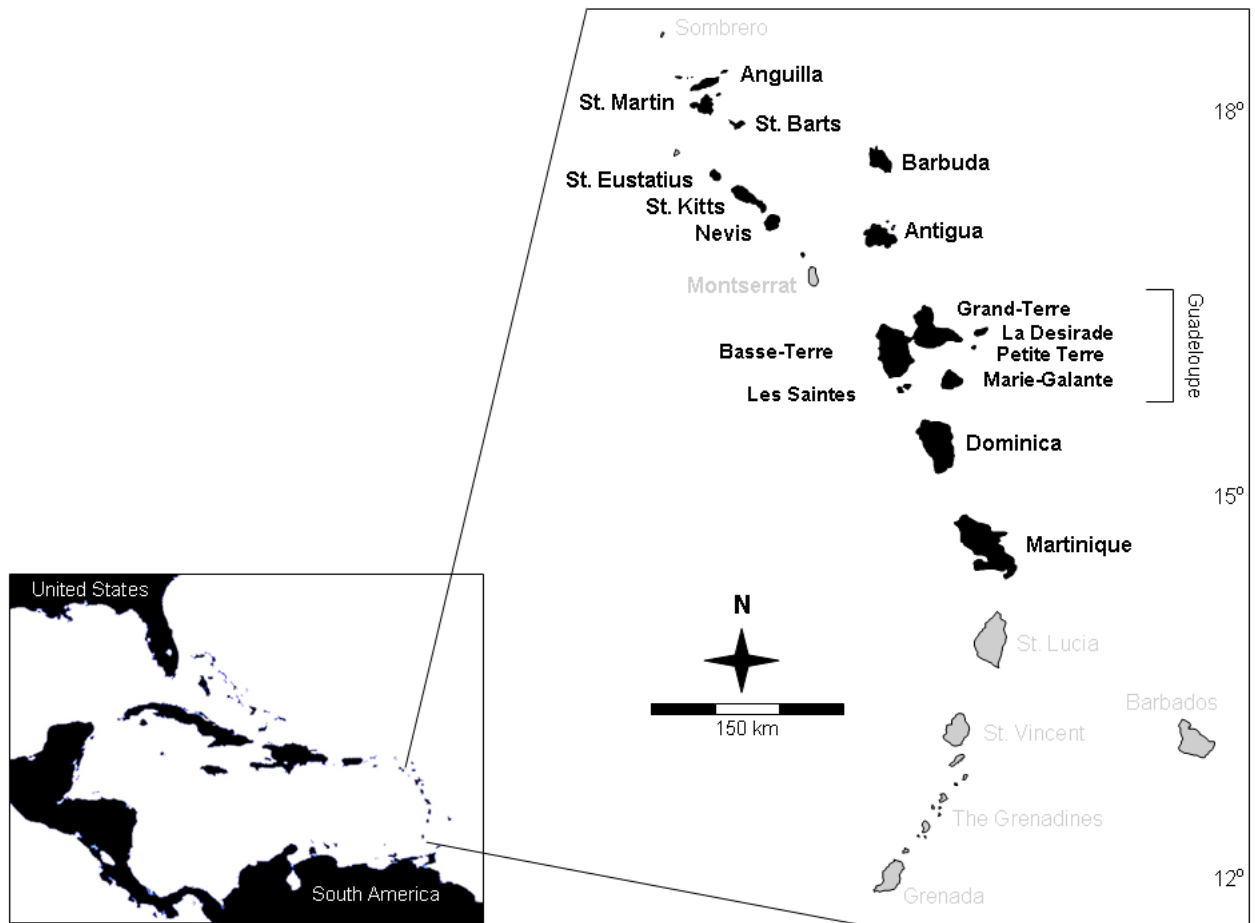 Sombrero
Anguilla
St. Martin
St. Barts
18º
Barbuda
St. Eustatius
St. Kitts
Nevis
Antigua
Montserrat
Grand-Terre
La Desirade
Petite Terre
Basse-Terre
Marie-Galante
Les Saintes
Guadeloupe
Dominica
15º
Martinique
N
St. Lucia
150 km
Barbados
St. Vincent
The Grenadines
12º
Grenada
United States
South America